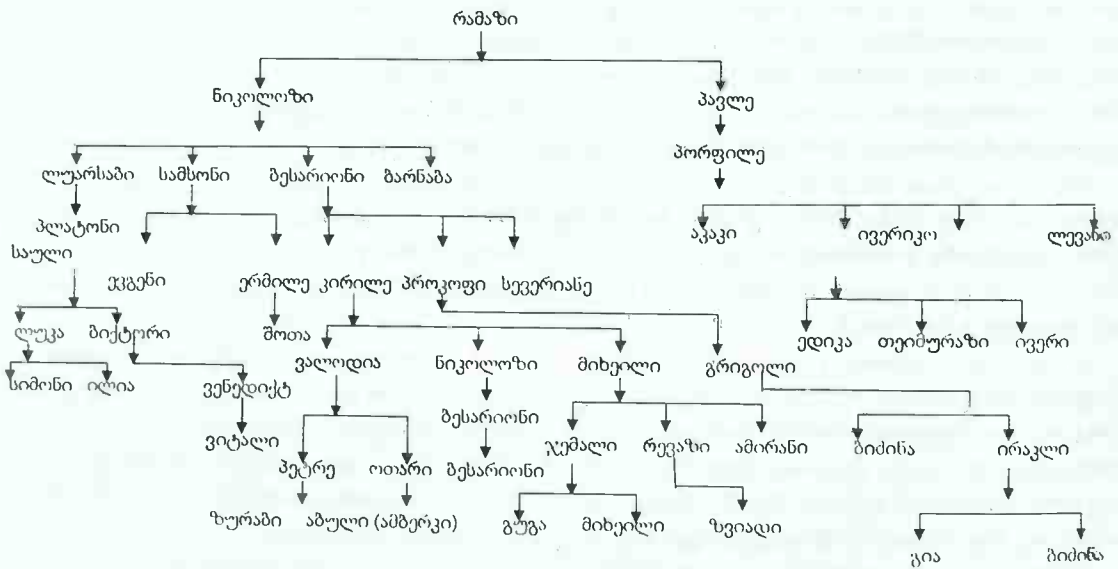 რამაზი
ნიკოლოზი პავლე
პორფილე
ლუარსაბი სამსონი ბესარიონი ბარნაბა
პლატონი აკაკი ივერიკო ლევანი
საული
ევგენი ერმილე კირილე პროკოფი სევერიანე
ლუკა ბიქტორი შოთა ვალოდია ნიკოლოზი მიხეილი გრიგოლი ედიკა თეიმურაზი ივერი
სიმონი ილია ვენედიქტ
ბესარიონი
ვიტალი ჯემალი რევაზი ამირანი ბიძინა ირაკლი
პეტრე ოთარი ბესარიონი
ზურაბი აბული (ამბერკი) გუგა მიხეილი ზვიადი
გია ბიძინა